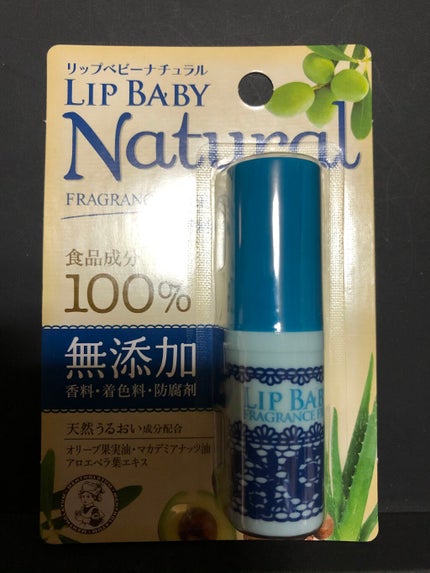 リップベビーナチュラル
LIP BABY
Natural
食品成分
100%
無添加
香料・着色料・防腐剤
天然うるおい成分配合
オリーブ果実油・マカデミアナッツ油
アロエベラ葉エキス
LIP BAB
FRAGRANCE F